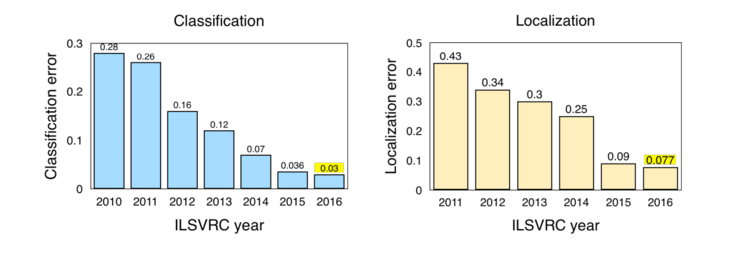 Classification
Classification error
0.3
0.2
0.1
0
0.28
0.26
0.16
0.12
0.07
0.036
0.03
2010 2011 2012 2013 2014 2015 2016
ILSVRC year
Localization
Localization error
0.5
0.4
0.3
0.2
0.1
0
0.43
0.34
0.3
0.25
0.09
0.077
2011 2012 2013 2014 2015 2016
ILSVRC year